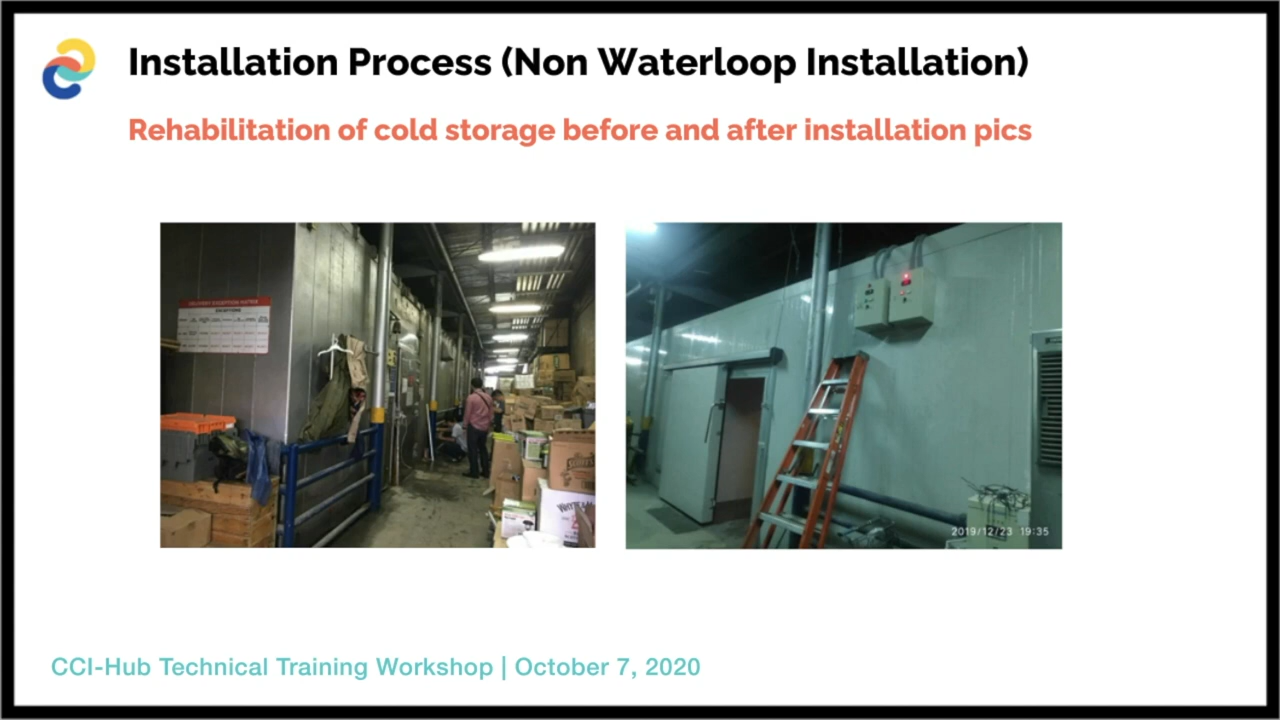 Installation Process (Non Waterloop Installation)
Rehabilitation of cold storage before and after installation pics
2019/12/23 19:35
CCI-Hub Technical Training Workshop | October 7, 2020